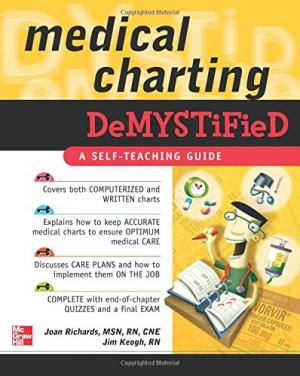 medical
charting
DeMYSTiFieD
A SELF-TEACHING GUIDE
Covers both COMPUTERIZED and
WRITTEN charts
Explains how to keep ACCURATE
medical charts to ensure OPTIMUM
medical CARE
Discusses CARE PLANS and how to
implement them ON THE JOB
COMPLETE with end-of-chapter
QUIZZES and a final EXAM
Joan Richards, MSN, RN, CNE
Jim Keogh, RN
Mc
Graw
Hill
NORVIR